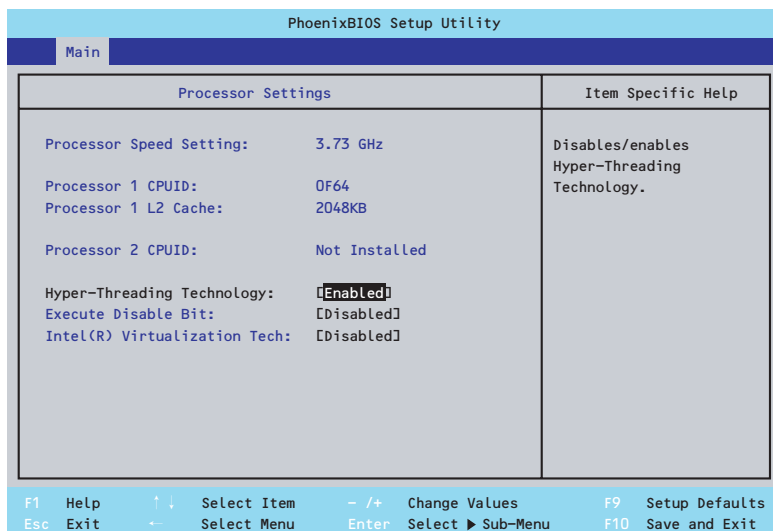 PhoenixBIOS Setup Utility
Main
Processor Settings
Item Specific Help
Processor Speed Setting: 3.73 GHz
Processor 1 CPUID: 0F64
Processor 1 L2 Cache: 2048KB
Processor 2 CPUID: Not Installed
Hyper-Threading Technology: [Enabled]
Execute Disable Bit: [Disabled]
Intel(R) Virtualization Tech: [Disabled]
Disables/enables
Hyper-Threading
Technology.
F1 Help ↑↓ Select Item - /+ Change Values F9 Setup Defaults
Esc Exit ← Select Menu Enter Select ▶ Sub-Menu F10 Save and Exit